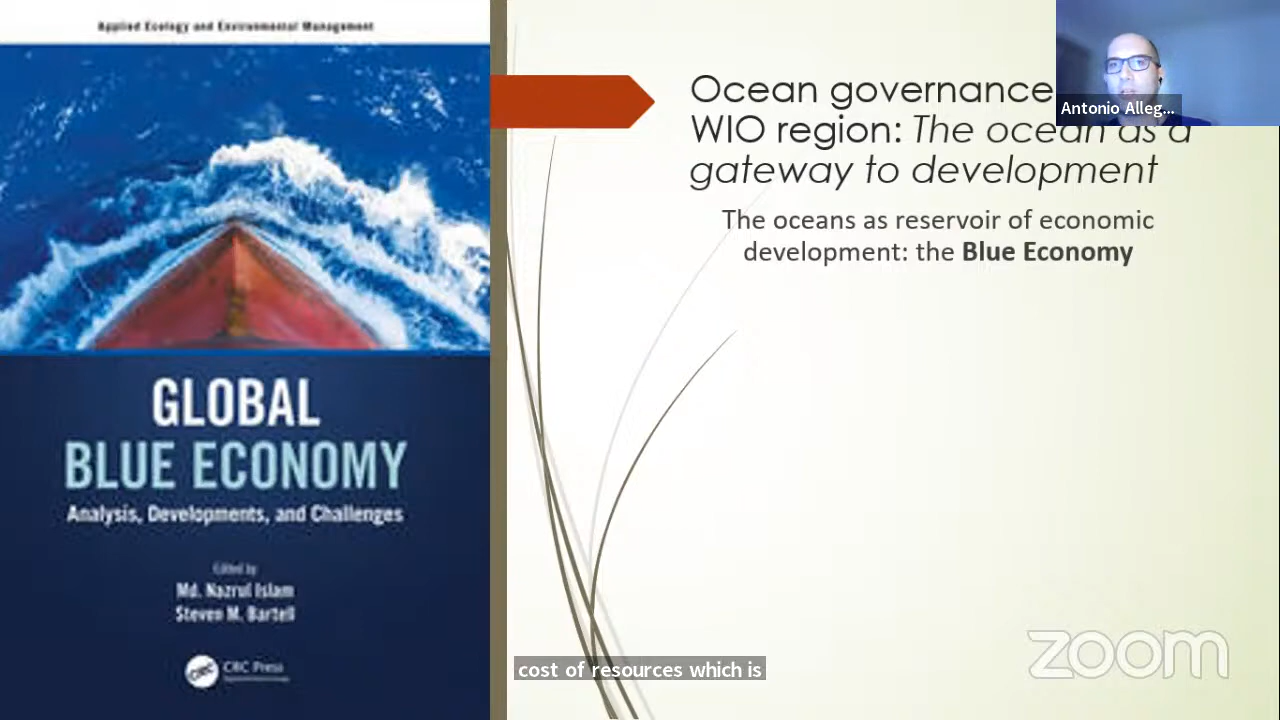 Applied Ecology and Environmental Management
GLOBAL
BLUE ECONOMY
Analysis, Developments, and Challenges
Edited by
Md. Nazrul Islam
Steven M. Bartell
CRC
CRC Press
Ocean governance
WIO region: The ocean as a
gateway to development
The oceans as reservoir of economic
development: the Blue Economy
Antonio Alleg...
cost of resources which is
zoom